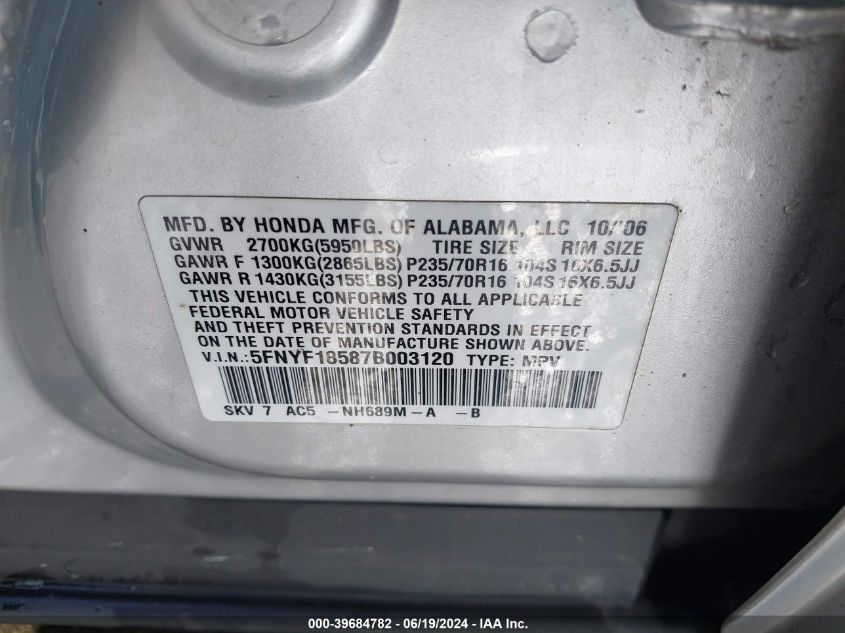 MFD. BY HONDA MFG. OF ALABAMA, LLC 10/'06
GVWR 2700KG(5950LBS) TIRE SIZE RIM SIZE
GAWR F 1300KG(2865LBS) P235/70R16 104S 16X6.5JJ
GAWR R 1430KG(3155LBS) P235/70R16 104S 16X6.5JJ
THIS VEHICLE CONFORMS TO ALL APPLICABLE
FEDERAL MOTOR VEHICLE SAFETY
AND THEFT PREVENTION STANDARDS IN EFFECT
ON THE DATE OF MANUFACTURE SHOWN ABOVE.
V.I.N.:5FNYF18587B003120 TYPE: MPV
SKV 7 AC5 -NH689M-A -B
000-39684782 - 06/19/2024 - IAA Inc.